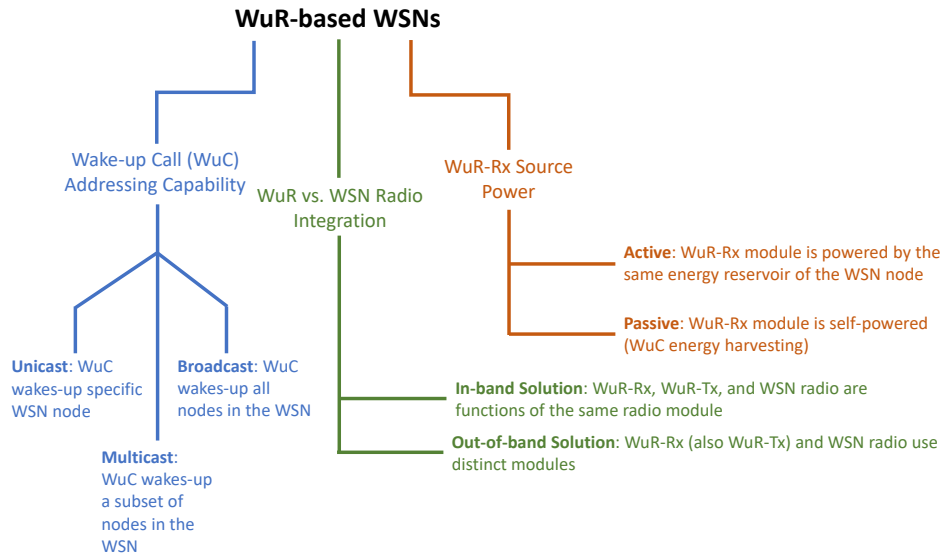 WuR-based WSNs
Wake-up Call (WuC)
Addressing Capability
Unicast: WuC
wakes-up specific
WSN node
Broadcast: WuC
wakes-up all
nodes in the WSN
Multicast:
WuC wakes-up
a subset of
nodes in the
WSN
WuR vs. WSN Radio
Integration
In-band Solution: WuR-Rx, WuR-Tx, and WSN radio are
functions of the same radio module
Out-of-band Solution: WuR-Rx (also WuR-Tx) and WSN radio use
distinct modules
WuR-Rx Source
Power
Active: WuR-Rx module is powered by the
same energy reservoir of the WSN node
Passive: WuR-Rx module is self-powered
(WuC energy harvesting)